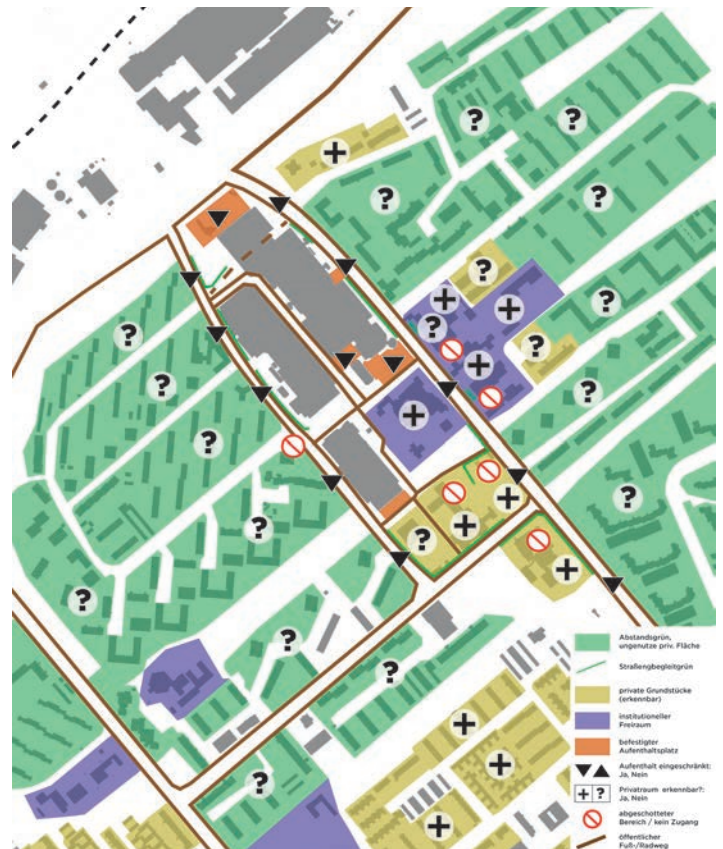 Abstandsgrün,
ungenutze priv. Fläche
Straßengbegleitgrün
private Grundstücke
(erkennbar)
institutioneller
Freiraum
befestigter
Aufenthaltsplatz
Aufenthalt eingeschränkt:
Ja, Nein
Privatraum erkennbar?:
Ja, Nein
abgeschotteter
Bereich / kein Zugang
öffentlicher
Fuß-/Radweg